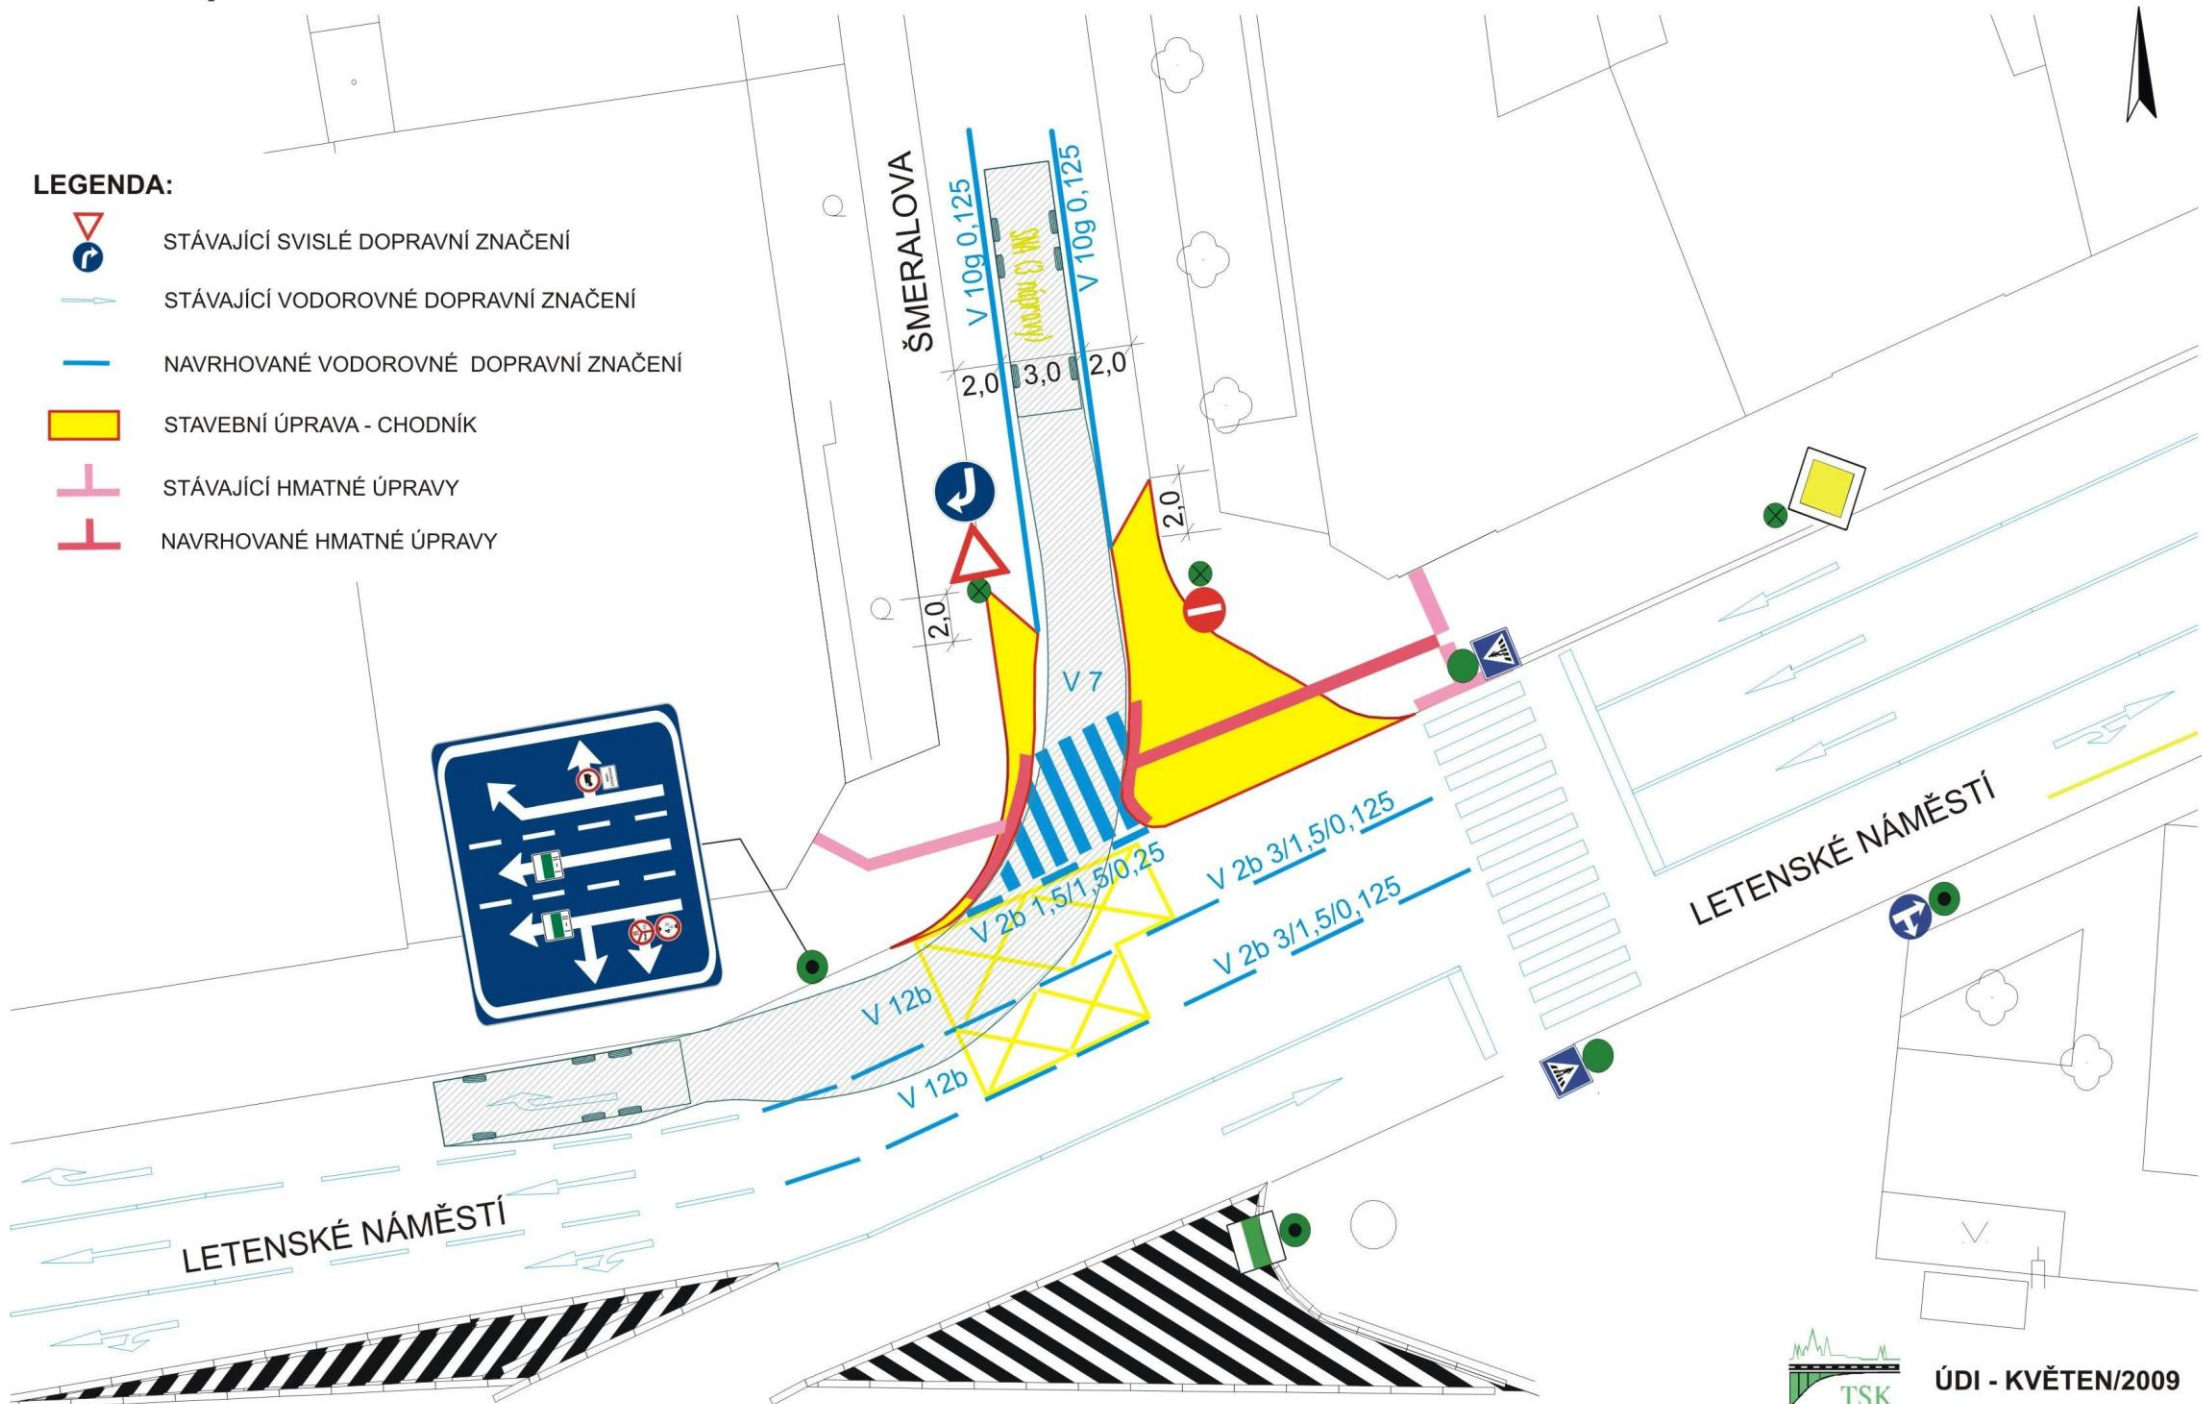 LEGENDA:
STÁVAJÍCÍ SVISLÉ DOPRAVNÍ ZNAČENÍ
STÁVAJÍCÍ VODOROVNÉ DOPRAVNÍ ZNAČENÍ
NAVRHOVANÉ VODOROVNÉ DOPRAVNÍ ZNAČENÍ
STAVEBNÍ ÚPRAVA - CHODNÍK
STÁVAJÍCÍ HMATNÉ ÚPRAVY
NAVRHOVANÉ HMATNÉ ÚPRAVY
ŠMERALOVA
V 10g 0,125
V 10g 0,125
2,0
3,0
2,0
2,0
2,0
V 7
V 2b 1,5/1,5/0,25
V 2b 3/1,5/0,125
V 2b 3/1,5/0,125
V 12b
V 12b
LETENSKÉ NÁMĚSTÍ
LETENSKÉ NÁMĚSTÍ
TSK
ÚDI - KVĚTEN/2009